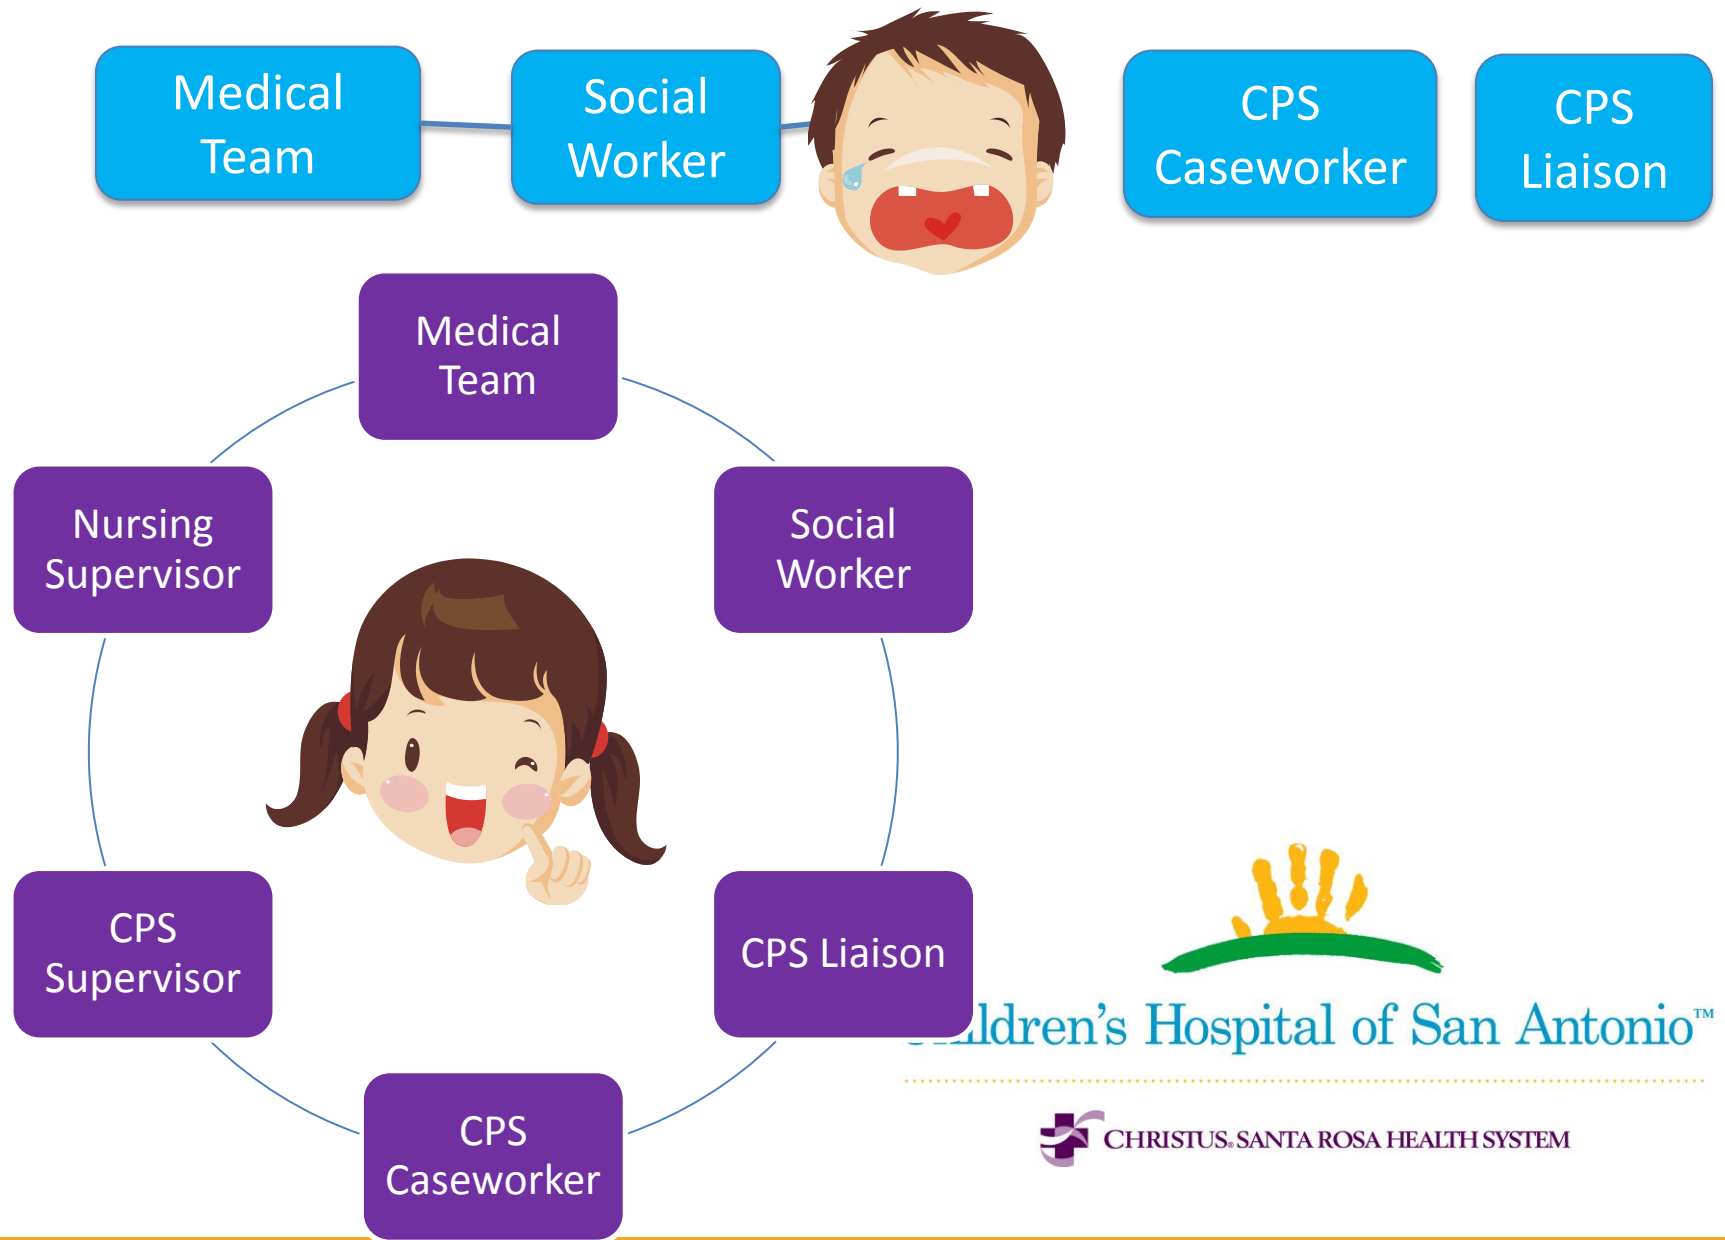 Medical
Team
Social
Worker
CPS
Caseworker
CPS
Liaison
Medical
Team
Nursing
Supervisor
Social
Worker
CPS
Supervisor
CPS Liaison
CPS
Caseworker
ldren's Hospital of San Antonio™
CHRISTUS® SANTA ROSA HEALTH SYSTEM